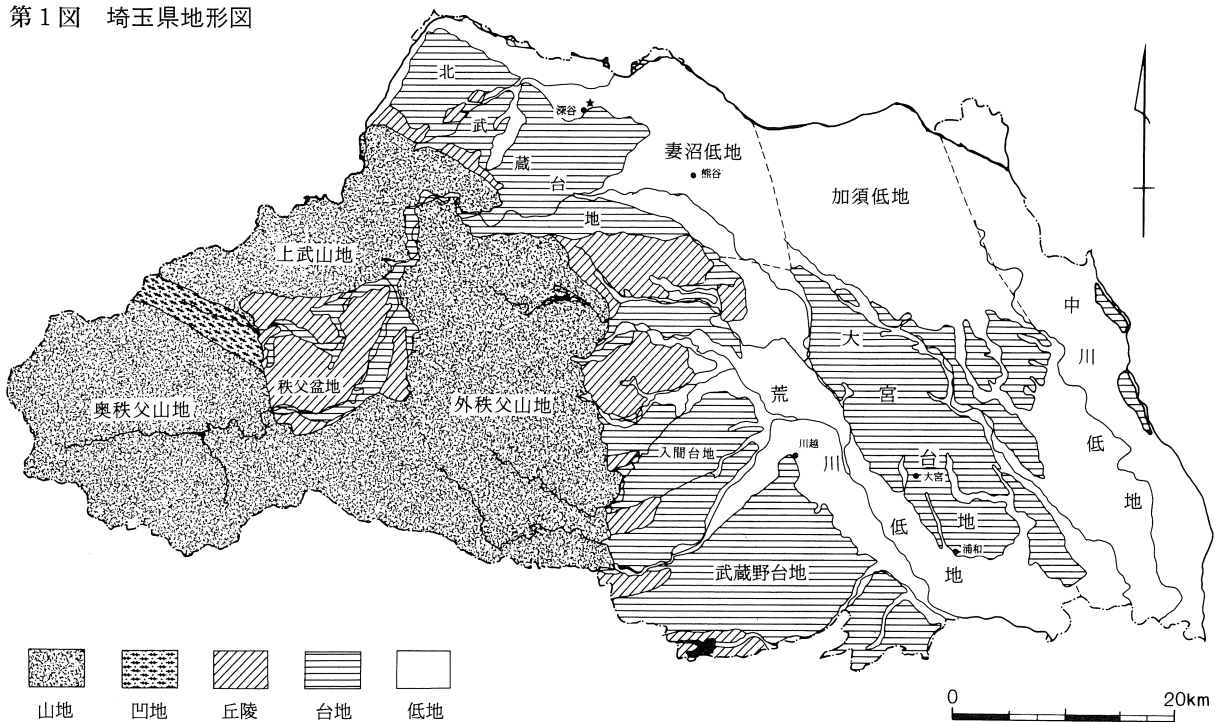 第1図 埼玉県地形図
北武蔵台地
深谷
妻沼低地
熊谷
加須低地
上武山地
中川低地
大宮台地
荒川低地
秩父盆地
奥秩父山地
外秩父山地
川越
入間台地
大宮
浦和
武蔵野台地
山地
凹地
丘陵
台地
低地
0 20km